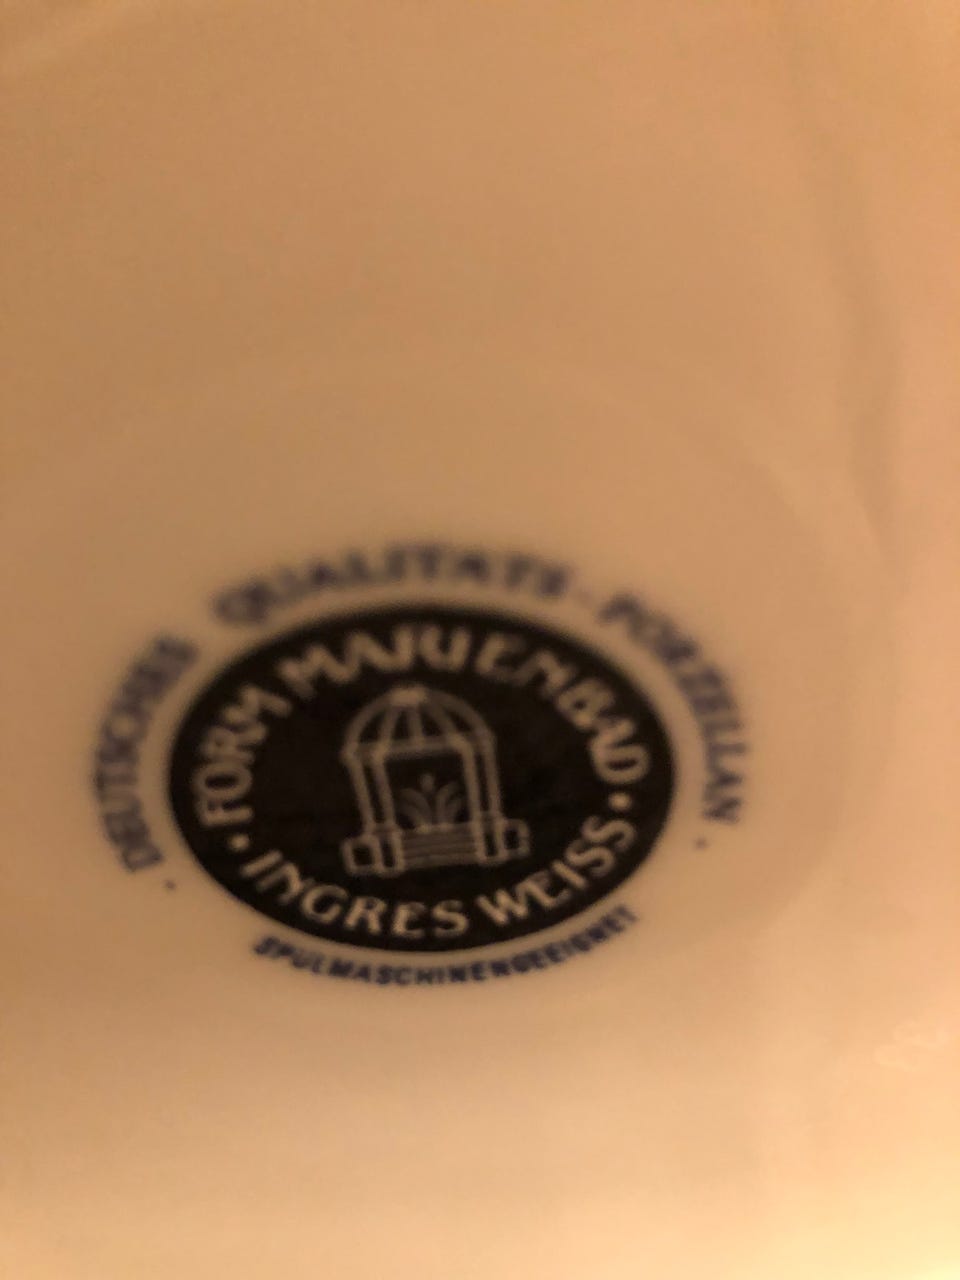 · DEUTSCHES QUALITÄTS-PORZELLAN ·
· FORM MARIENBAD ·
INGRES WEISS
SPÜLMASCHINENGEEIGNET